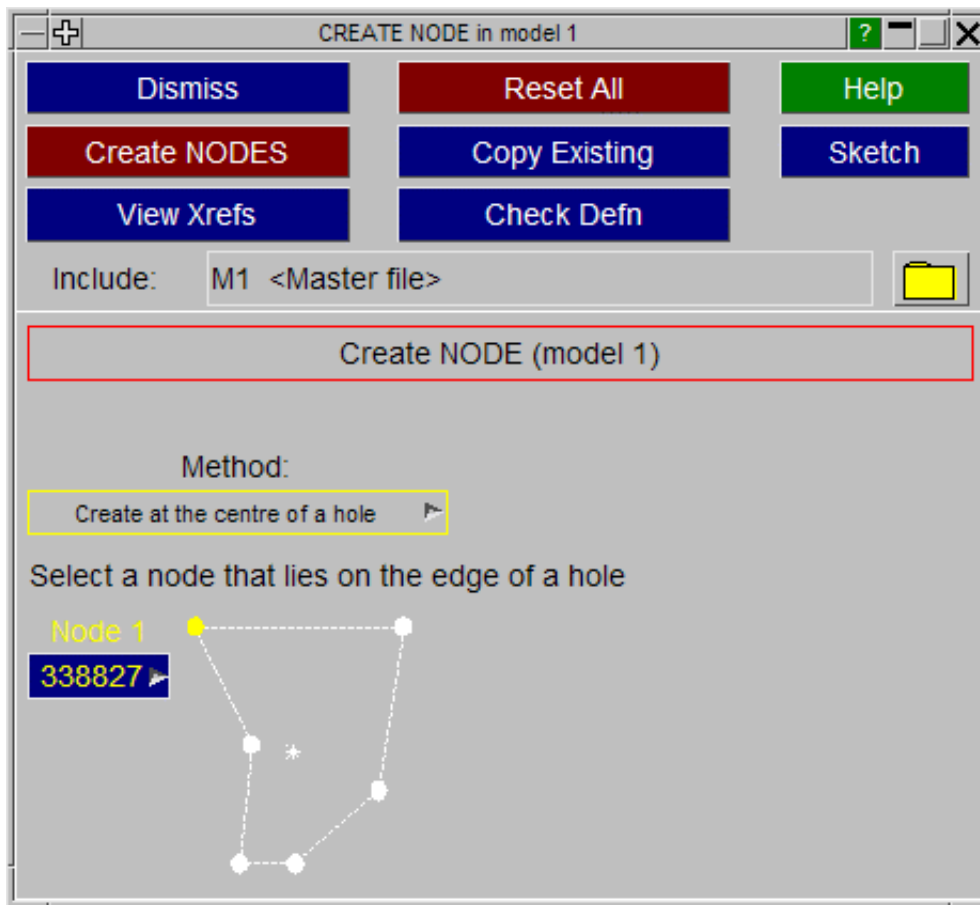 CREATE NODE in model 1 ?
Dismiss Reset All Help
Create NODES Copy Existing Sketch
View Xrefs Check Defn
Include: M1 <Master file>
Create NODE (model 1)
Method:
Create at the centre of a hole
Select a node that lies on the edge of a hole
Node 1
338827